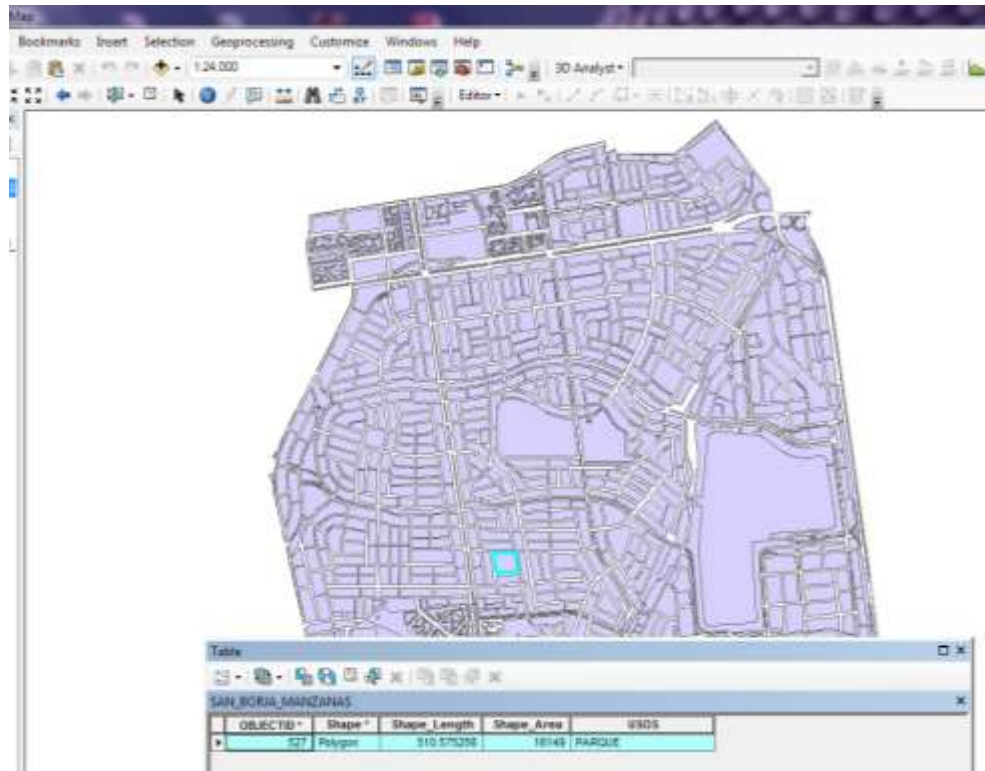 Map
Bookmarks Insert Selection Geoprocessing Customize Windows Help
1:24.000 3D Analyst
Editor
Table
SAN_BORJA_MANZANAS
OBJECTID * Shape * Shape_Length Shape_Area USOS
527 Polygon 510.575256 16149 PARQUE